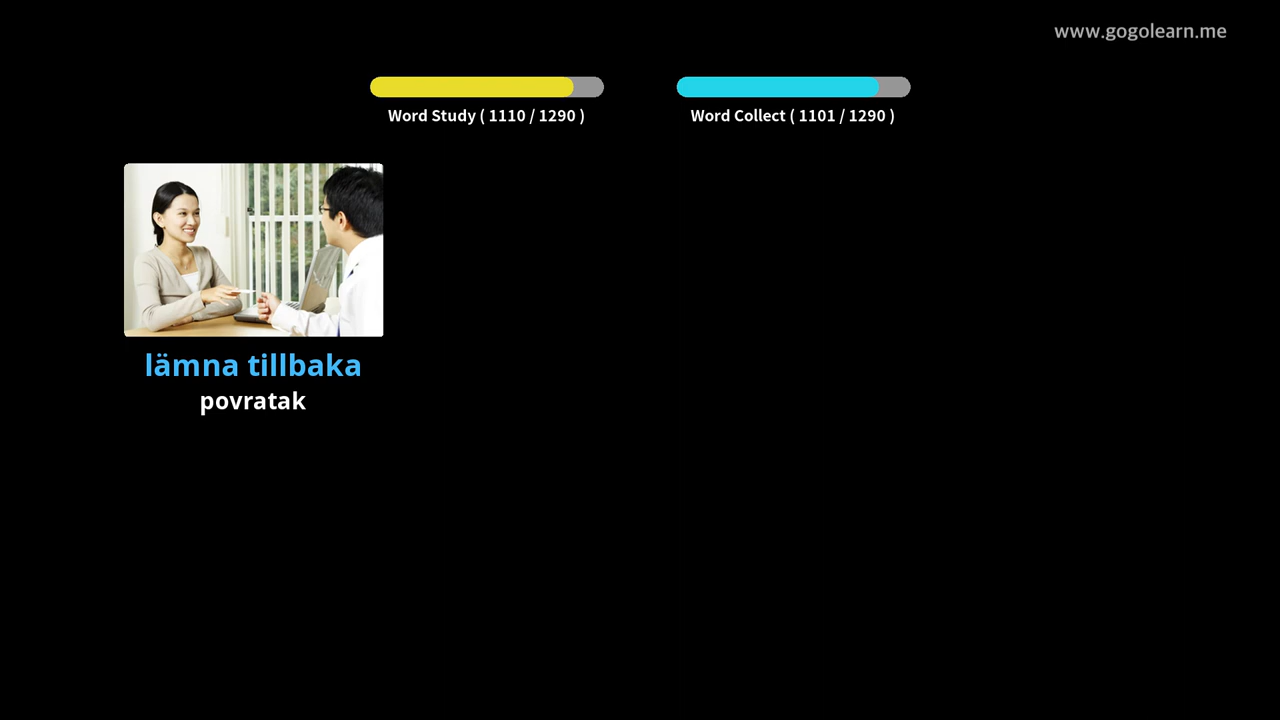 www.gogolearn.me
Word Study ( 1110 / 1290 )
Word Collect ( 1101 / 1290 )
lämna tillbaka
povratak